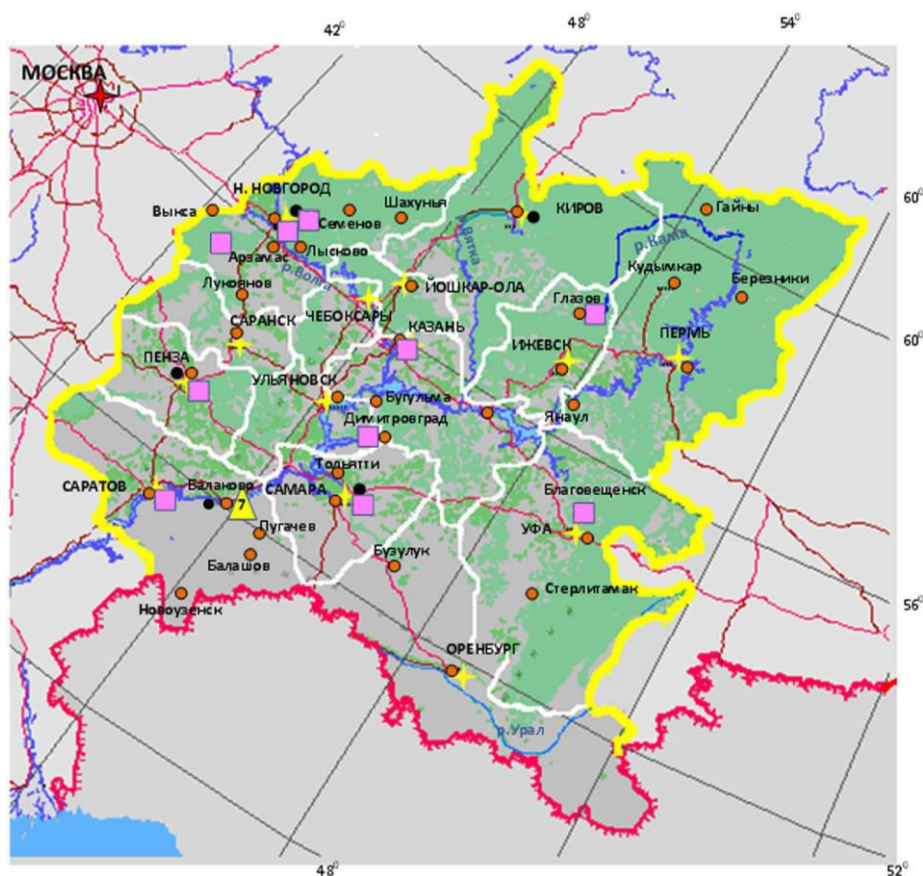 42⁰
48⁰
54⁰
МОСКВА
Н. НОВГОРОД
Выкса
Шахунья
Семенов
КИРОВ
Гайны
60⁰
Арзамас
Лысково
р.Волга
р.Вятка
р.Кама
Кудымкар
Березники
Луконянов
ЙОШКАР-ОЛА
Глазов
ЧЕБОКСАРЫ
САРАНСК
КАЗАНЬ
ИЖЕВСК
ПЕРМЬ
60⁰
ПЕНЗА
УЛЬЯНОВСК
Бугульма
Янаул
Димитровград
Тольятти
САРАТОВ
Балаково
САМАРА
Благовещенск
7
Пугачев
УФА
Балашов
Бузулук
Стерлитамак
Новоузенск
56⁰
ОРЕНБУРГ
р.Урал
48⁰
52⁰